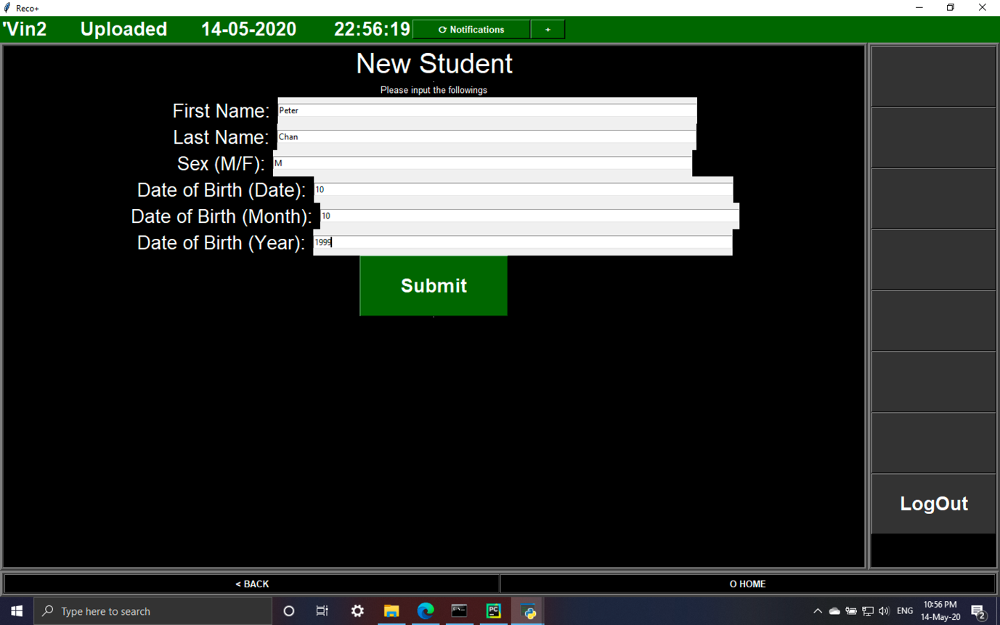 Reco+
'Vin2 Uploaded 14-05-2020 22:56:19 ⟳ Notifications +
New Student
Please input the followings
First Name: Peter
Last Name: Chan
Sex (M/F): M
Date of Birth (Date): 10
Date of Birth (Month): 10
Date of Birth (Year): 1999
Submit
LogOut
< BACK O HOME
Type here to search
PC
ENG
10:56 PM
14-May-20
2